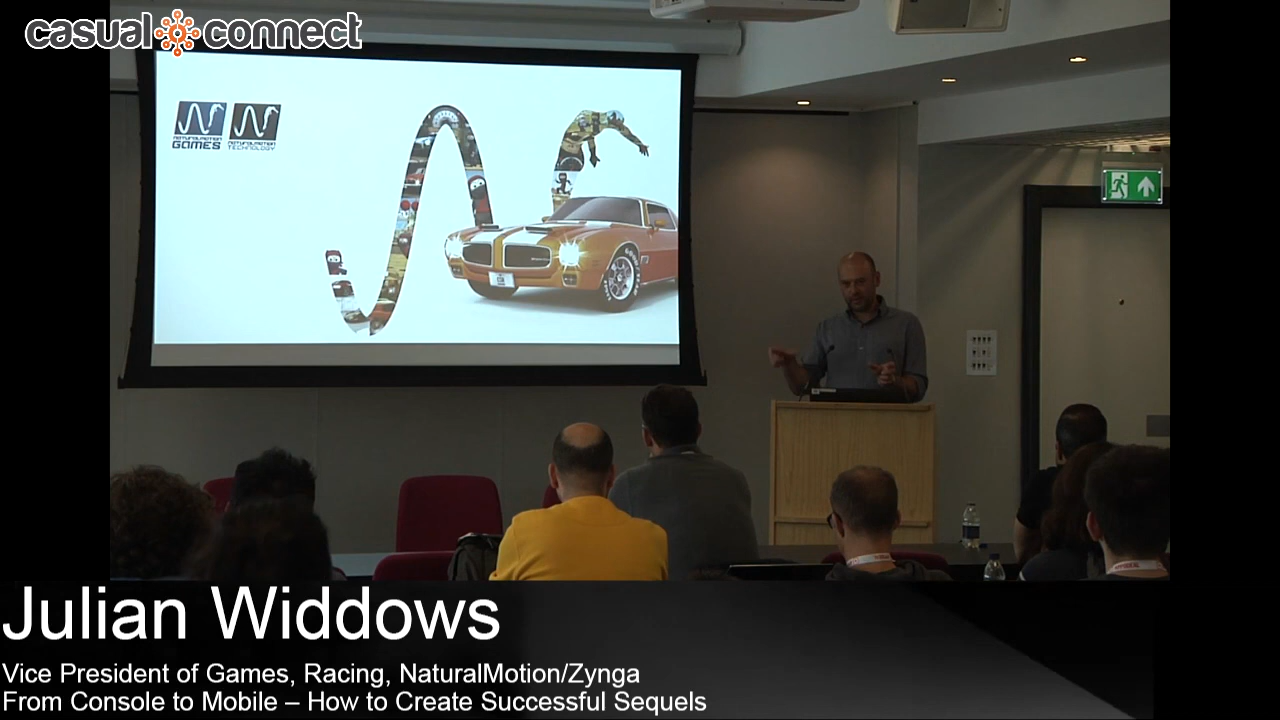 casual connect
NATURALMOTION
GAMES
NATURALMOTION
TECHNOLOGY
Julian Widdows
Vice President of Games, Racing, NaturalMotion/Zynga
From Console to Mobile – How to Create Successful Sequels